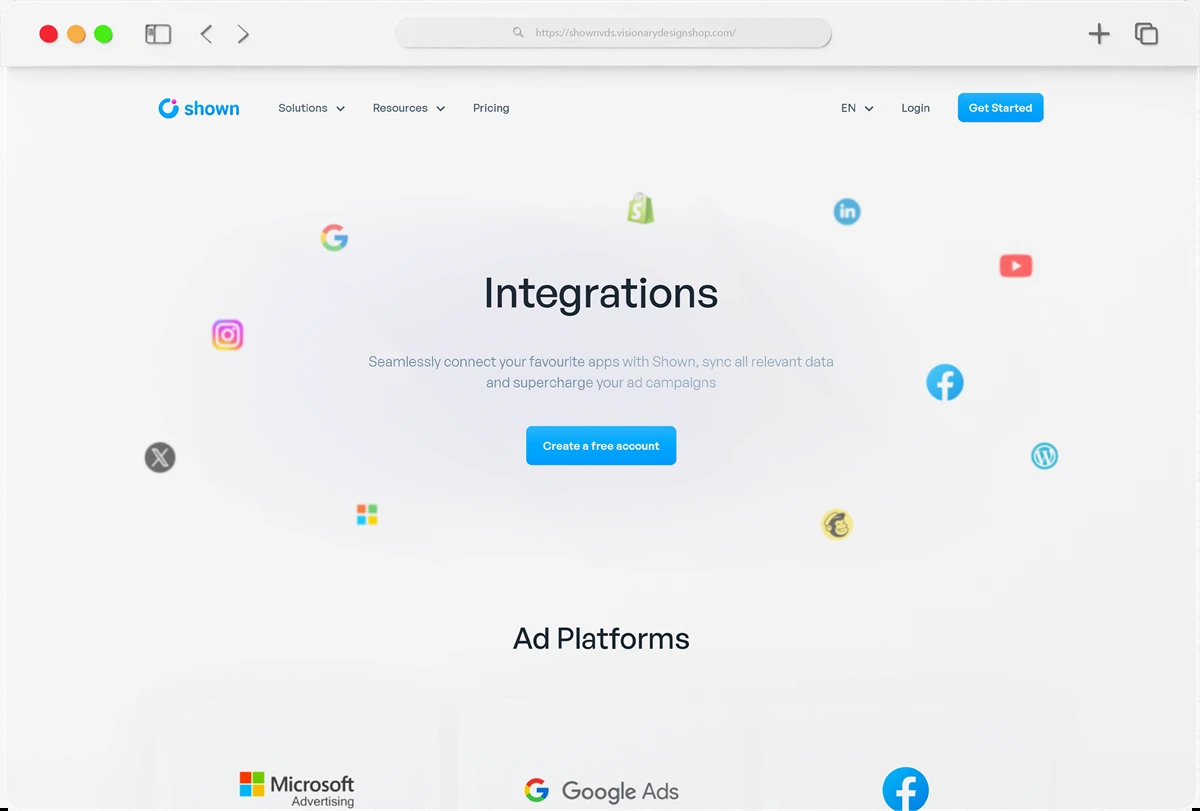 https://shownvds.visionarydesignshop.com/
shown Solutions Resources Pricing EN Login Get Started
Integrations
Seamlessly connect your favourite apps with Shown, sync all relevant data
and supercharge your ad campaigns
Create a free account
Ad Platforms
Microsoft
Advertising
Google Ads